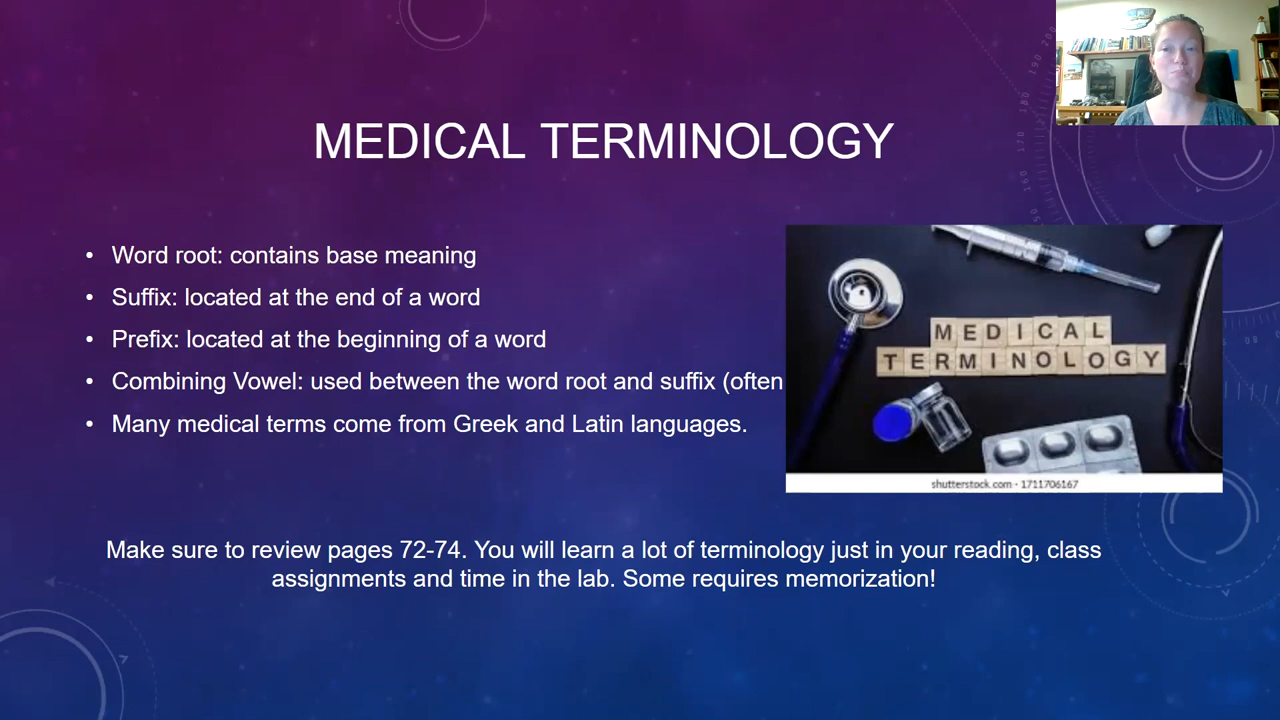 MEDICAL TERMINOLOGY
• Word root: contains base meaning
• Suffix: located at the end of a word
• Prefix: located at the beginning of a word
• Combining Vowel: used between the word root and suffix (often
• Many medical terms come from Greek and Latin languages.
MEDICAL
TERMINOLOGY
shutterstock.com · 1711706167
Make sure to review pages 72-74. You will learn a lot of terminology just in your reading, class
assignments and time in the lab. Some requires memorization!